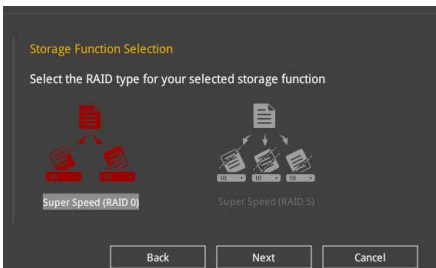 Storage Function Selection
Select the RAID type for your selected storage function
Super Speed (RAID 0)
Super Speed (RAID 5)
Back
Next
Cancel